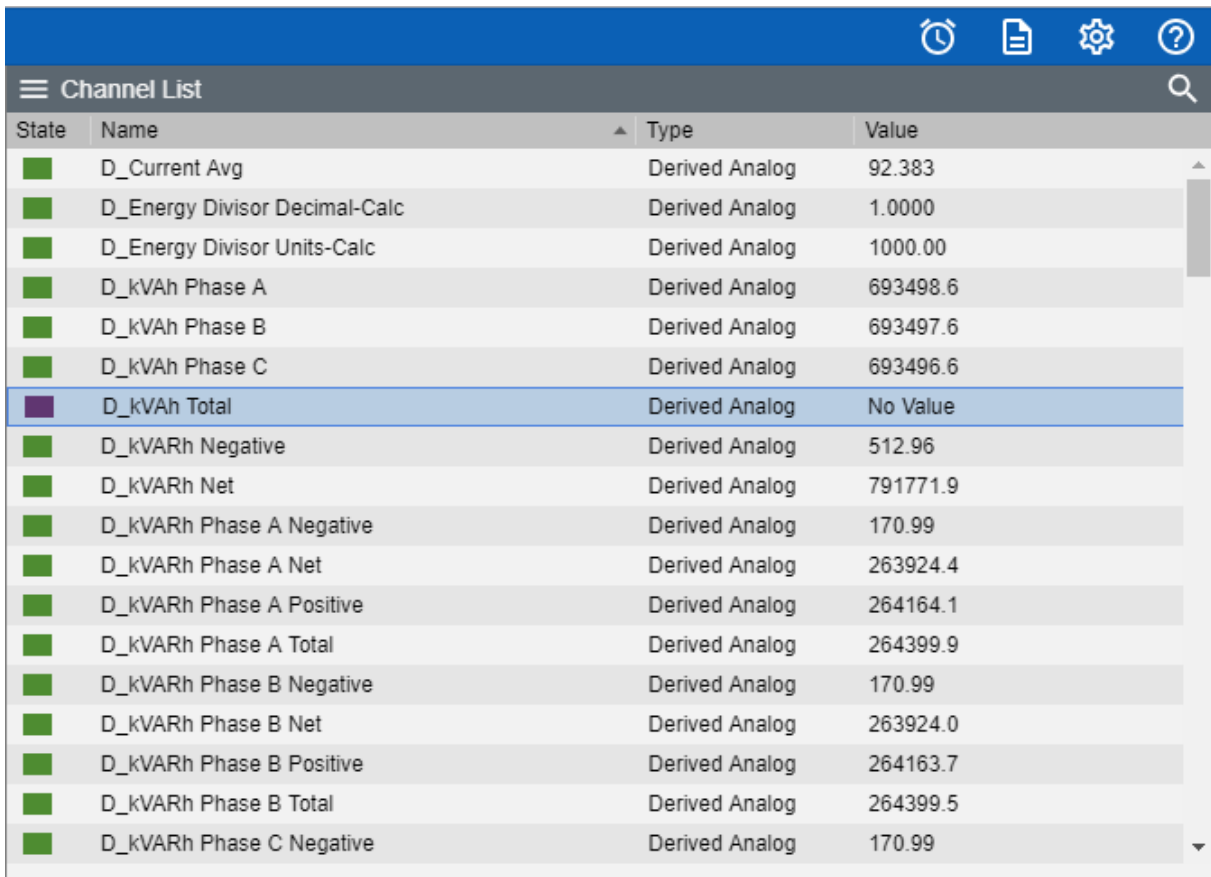 Channel List
State Name Type Value
D_Current Avg Derived Analog 92.383
D_Energy Divisor Decimal-Calc Derived Analog 1.0000
D_Energy Divisor Units-Calc Derived Analog 1000.00
D_kVAh Phase A Derived Analog 693498.6
D_kVAh Phase B Derived Analog 693497.6
D_kVAh Phase C Derived Analog 693496.6
D_kVAh Total Derived Analog No Value
D_kVARh Negative Derived Analog 512.96
D_kVARh Net Derived Analog 791771.9
D_kVARh Phase A Negative Derived Analog 170.99
D_kVARh Phase A Net Derived Analog 263924.4
D_kVARh Phase A Positive Derived Analog 264164.1
D_kVARh Phase A Total Derived Analog 264399.9
D_kVARh Phase B Negative Derived Analog 170.99
D_kVARh Phase B Net Derived Analog 263924.0
D_kVARh Phase B Positive Derived Analog 264163.7
D_kVARh Phase B Total Derived Analog 264399.5
D_kVARh Phase C Negative Derived Analog 170.99